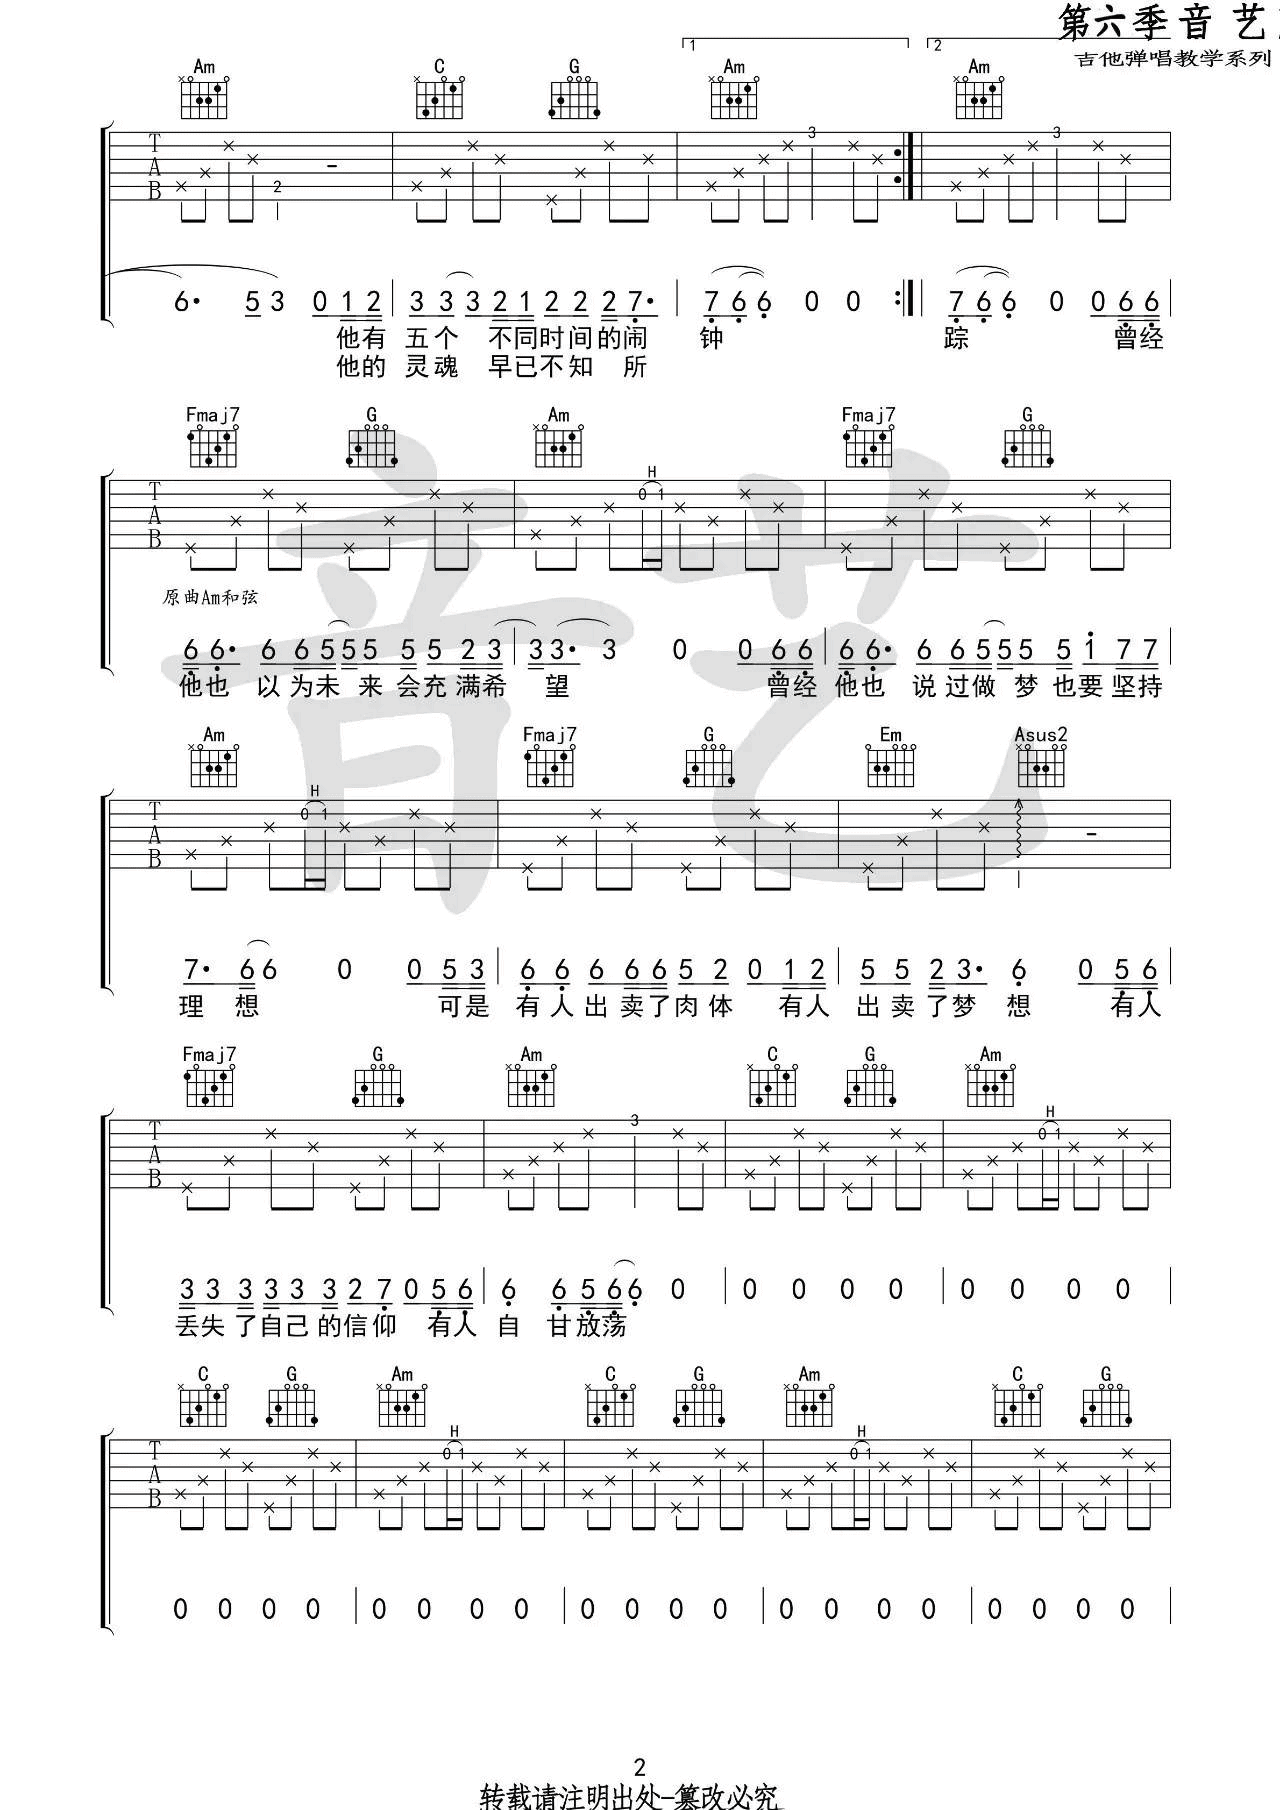 第六季音艺
吉他弹唱教学系列
1 2
Am C G Am Am
3 3
T A B 2 -
6· 5 3 0 1 2 3 3 3 2 1 2 2 2 7· 7 6 6 0 0 7 6 6 0 0 6 6
他有 五个 不同时间的闹 钟 踪 曾经
他的 灵魂 早已不知 所
Fmaj7 G Am Fmaj7 G
H
T A B 0 1
原曲Am和弦
6 6· 6 6 5 5 5 5 5 2 3 3 3· 3 0 0 6 6 6 6· 6 6 5 5 5 5 1 7 7
他也 以为未 来会充满希 望 曾经 他也 说过做 梦也要坚持
Am Fmaj7 G Em Asus2
H
T A B 0 1 -
7· 6 6 0 0 5 3 6 6 6 6 6 5 2 0 1 2 5 5 2 3· 6 0 5 6
理 想 可是 有人出卖了肉体 有人 出卖了梦 想 有人
Fmaj7 G Am C G Am
3 H
T A B 0 1
3 3 3 3 3 3 2 7 0 5 6 6 6 5 6 6 0 0 0 0 0 0 0 0 0
丢失了自己的信仰 有人 自 甘放荡
C G Am C G Am C G
H H
T A B 0 1 0 1
0 0 0 0 0 0 0 0 0 0 0 0 0 0 0 0 0 0 0 0
音艺
2
转载请注明出处-篡改必究